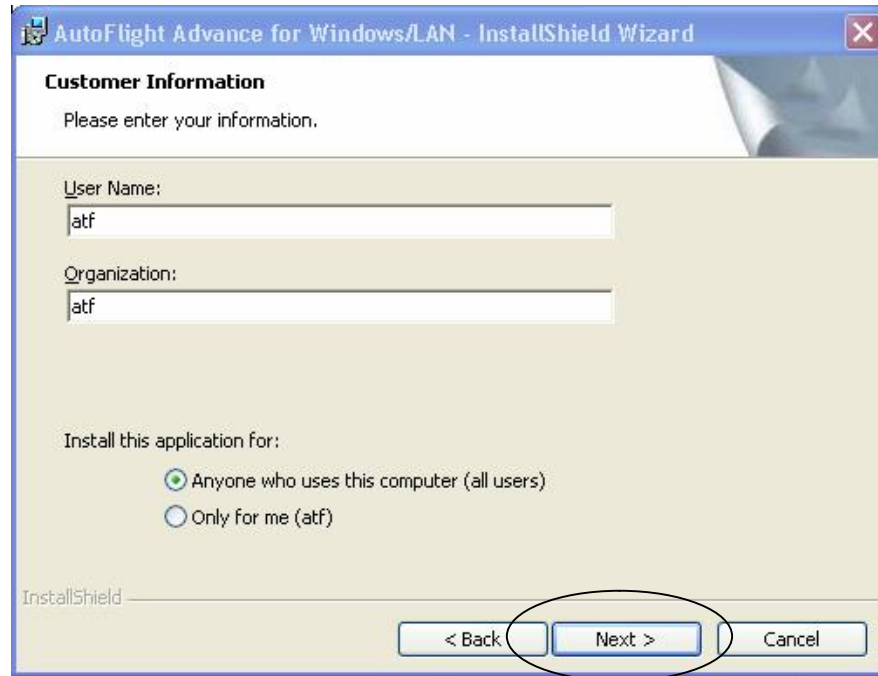 AutoFlight Advance for Windows/LAN - InstallShield Wizard
Customer Information
Please enter your information.
User Name:
atf
Organization:
atf
Install this application for:
Anyone who uses this computer (all users)
Only for me (atf)
InstallShield
< Back Next > Cancel